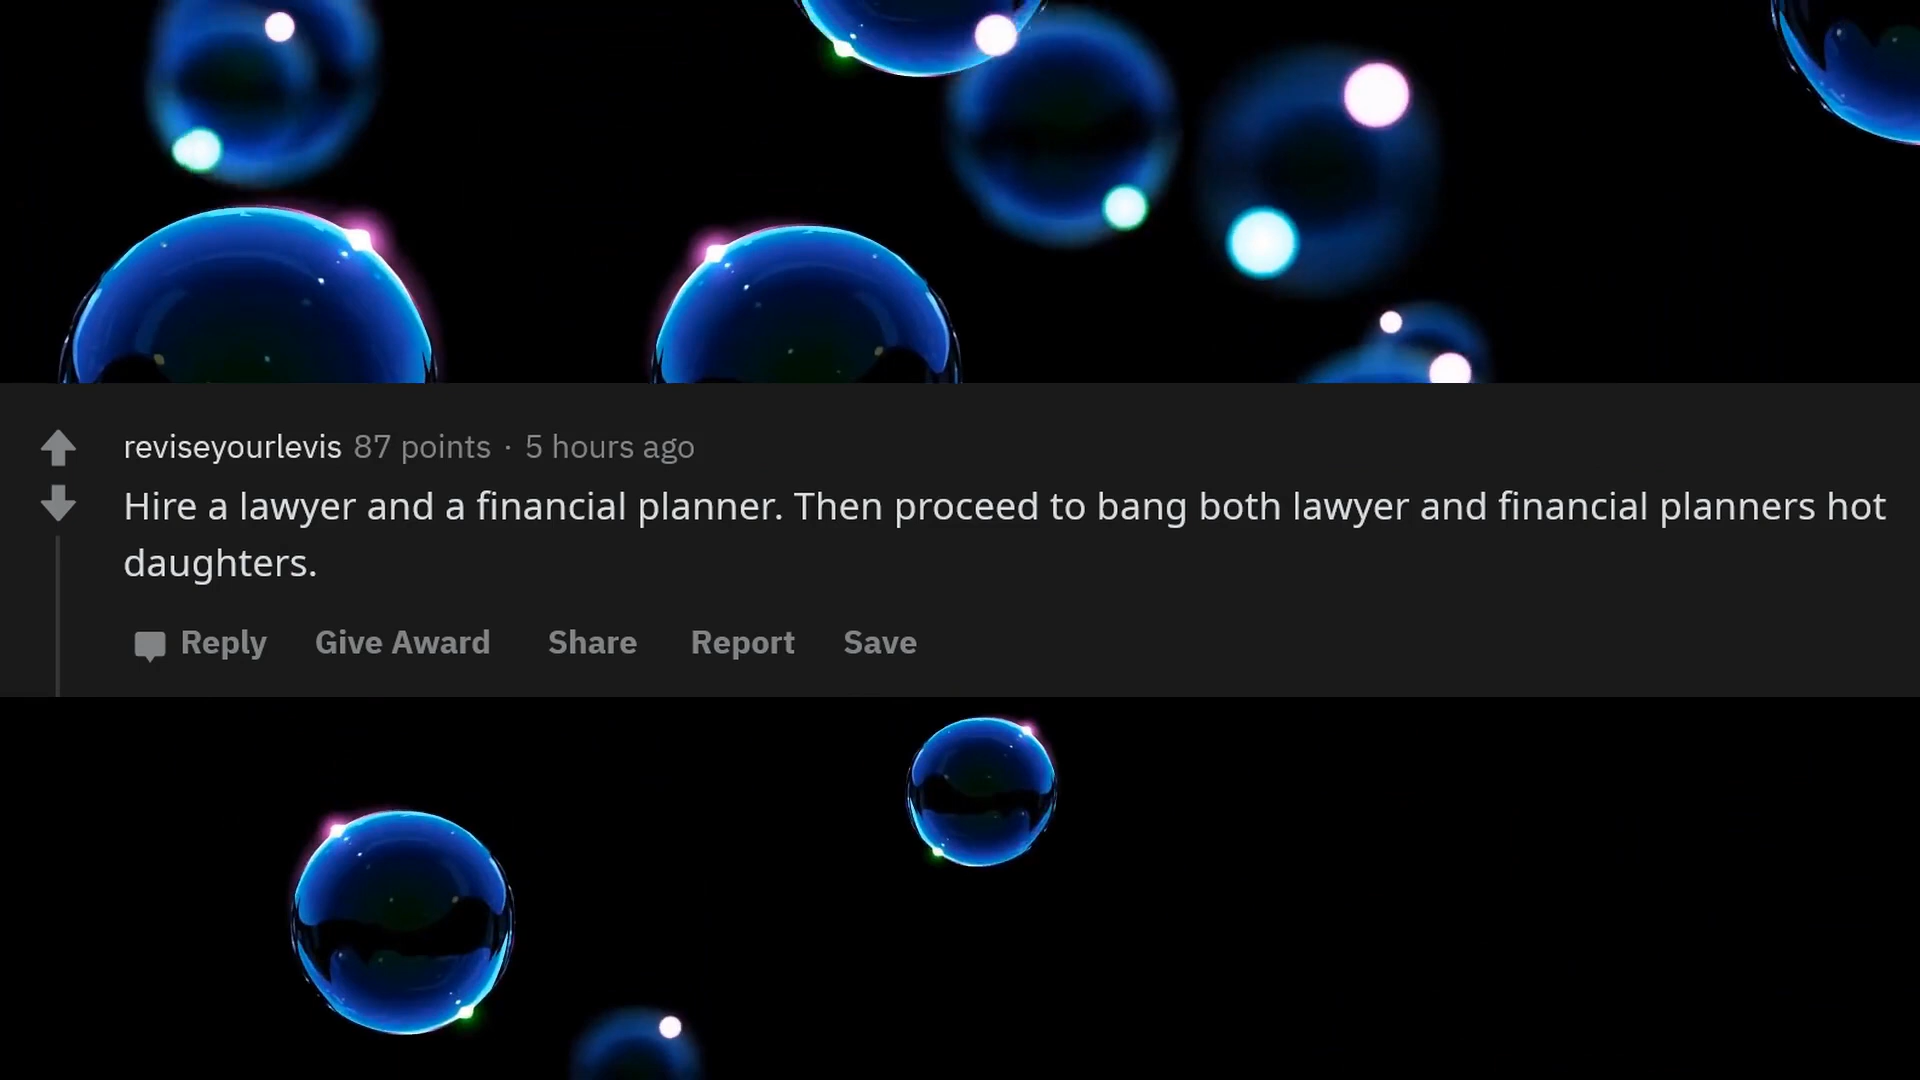 reviseyourlevis 87 points · 5 hours ago
Hire a lawyer and a financial planner. Then proceed to bang both lawyer and financial planners hot
daughters.
Reply Give Award Share Report Save